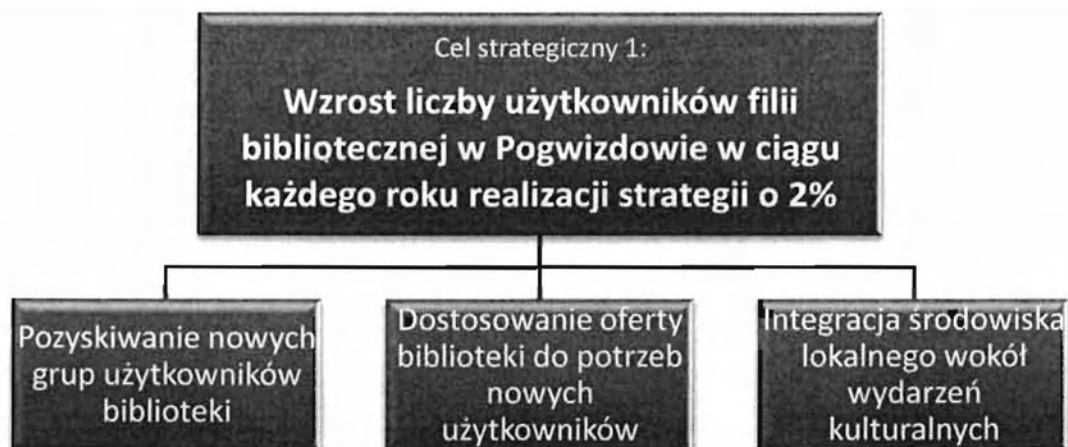 Cel strategiczny 1:
Wzrost liczby użytkowników filii
bibliotecznej w Pogwizdowie w ciągu
każdego roku realizacji strategii o 2%
Pozyskiwanie nowych
grup użytkowników
biblioteki
Dostosowanie oferty
biblioteki do potrzeb
nowych
użytkowników
Integracja środowiska
lokalnego wokół
wydarzeń
kulturalnych